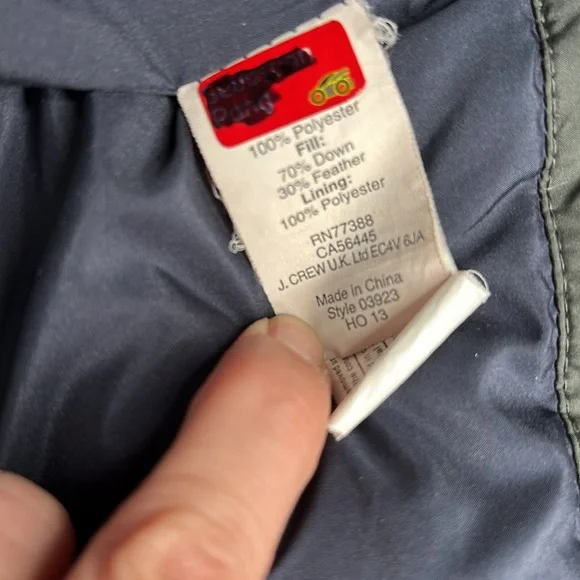 100% Polyester
Fill:
70% Down
30% Feather
Lining:
100% Polyester
RN77388
CA56445
J. CREW U.K. Ltd EC4V 6JA
Made in China
Style 03923
HO 13